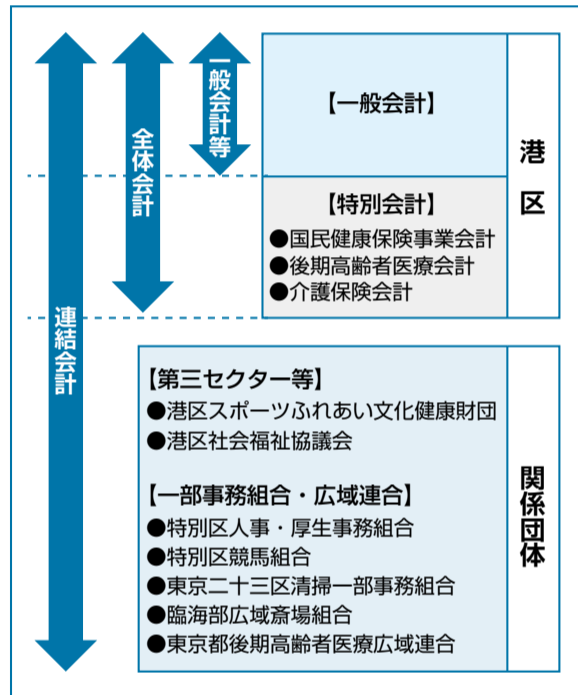 一般会計等
全体会計
連結会計
【一般会計】
【特別会計】
●国民健康保険事業会計
●後期高齢者医療会計
●介護保険会計
港区
【第三セクター等】
●港区スポーツふれあい文化健康財団
●港区社会福祉協議会
【一部事務組合・広域連合】
●特別区人事・厚生事務組合
●特別区競馬組合
●東京二十三区清掃一部事務組合
●臨海部広域斎場組合
●東京都後期高齢者医療広域連合
関係団体